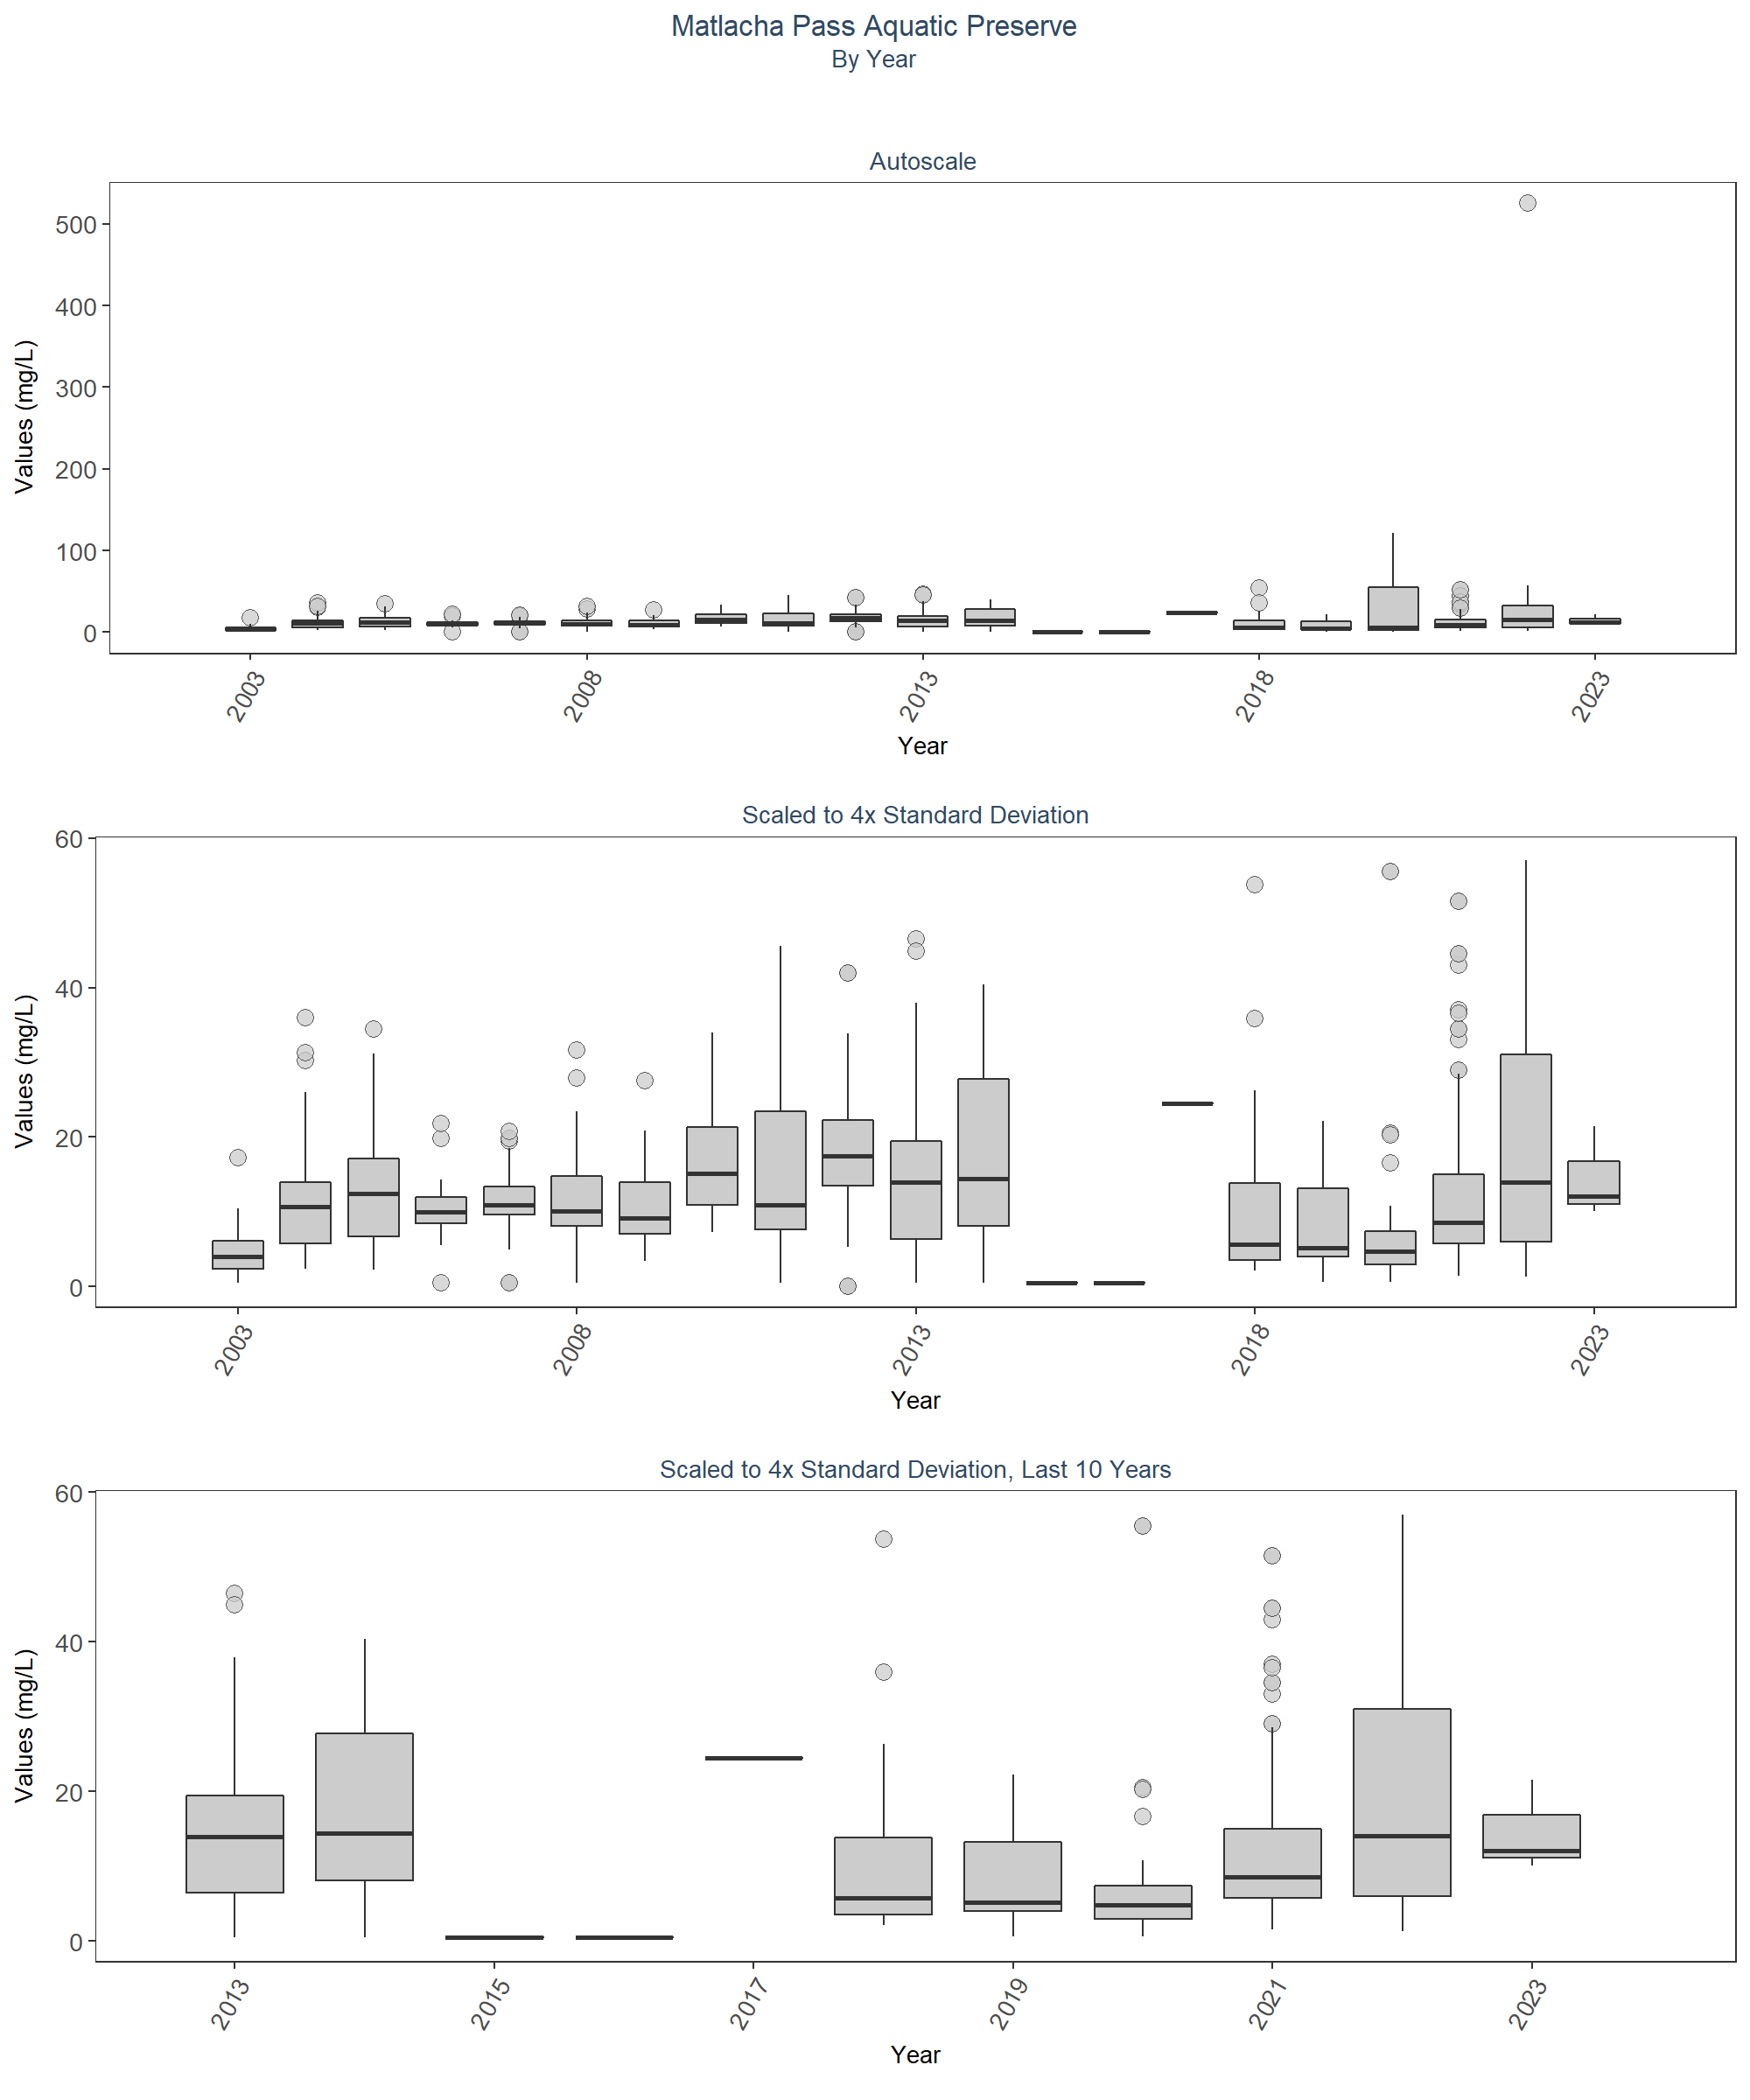 Matlacha Pass Aquatic Preserve
By Year
Autoscale
Values (mg/L)
500
400
300
200
100
0
2003
2008
2013
2018
2023
Year
Scaled to 4x Standard Deviation
Values (mg/L)
60
40
20
0
2003
2008
2013
2018
2023
Year
Scaled to 4x Standard Deviation, Last 10 Years
Values (mg/L)
60
40
20
0
2013
2015
2017
2019
2021
2023
Year